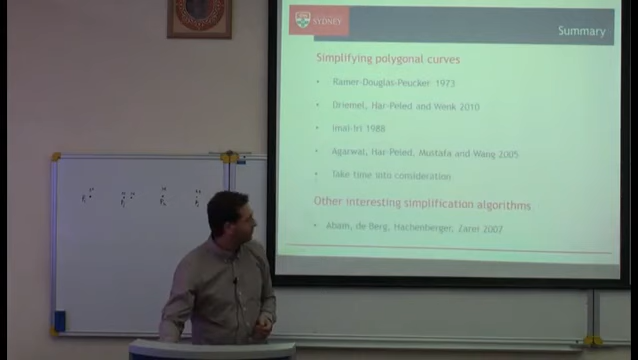 SYDNEY
Summary
Simplifying polygonal curves
• Ramer-Douglas-Peucker 1973
• Driemel, Har-Peled and Wenk 2010
• Imai-Iri 1988
• Agarwal, Har-Peled, Mustafa and Wang 2005
• Take time into consideration
Other interesting simplification algorithms
• Abam, de Berg, Hachenberger, Zarei 2007